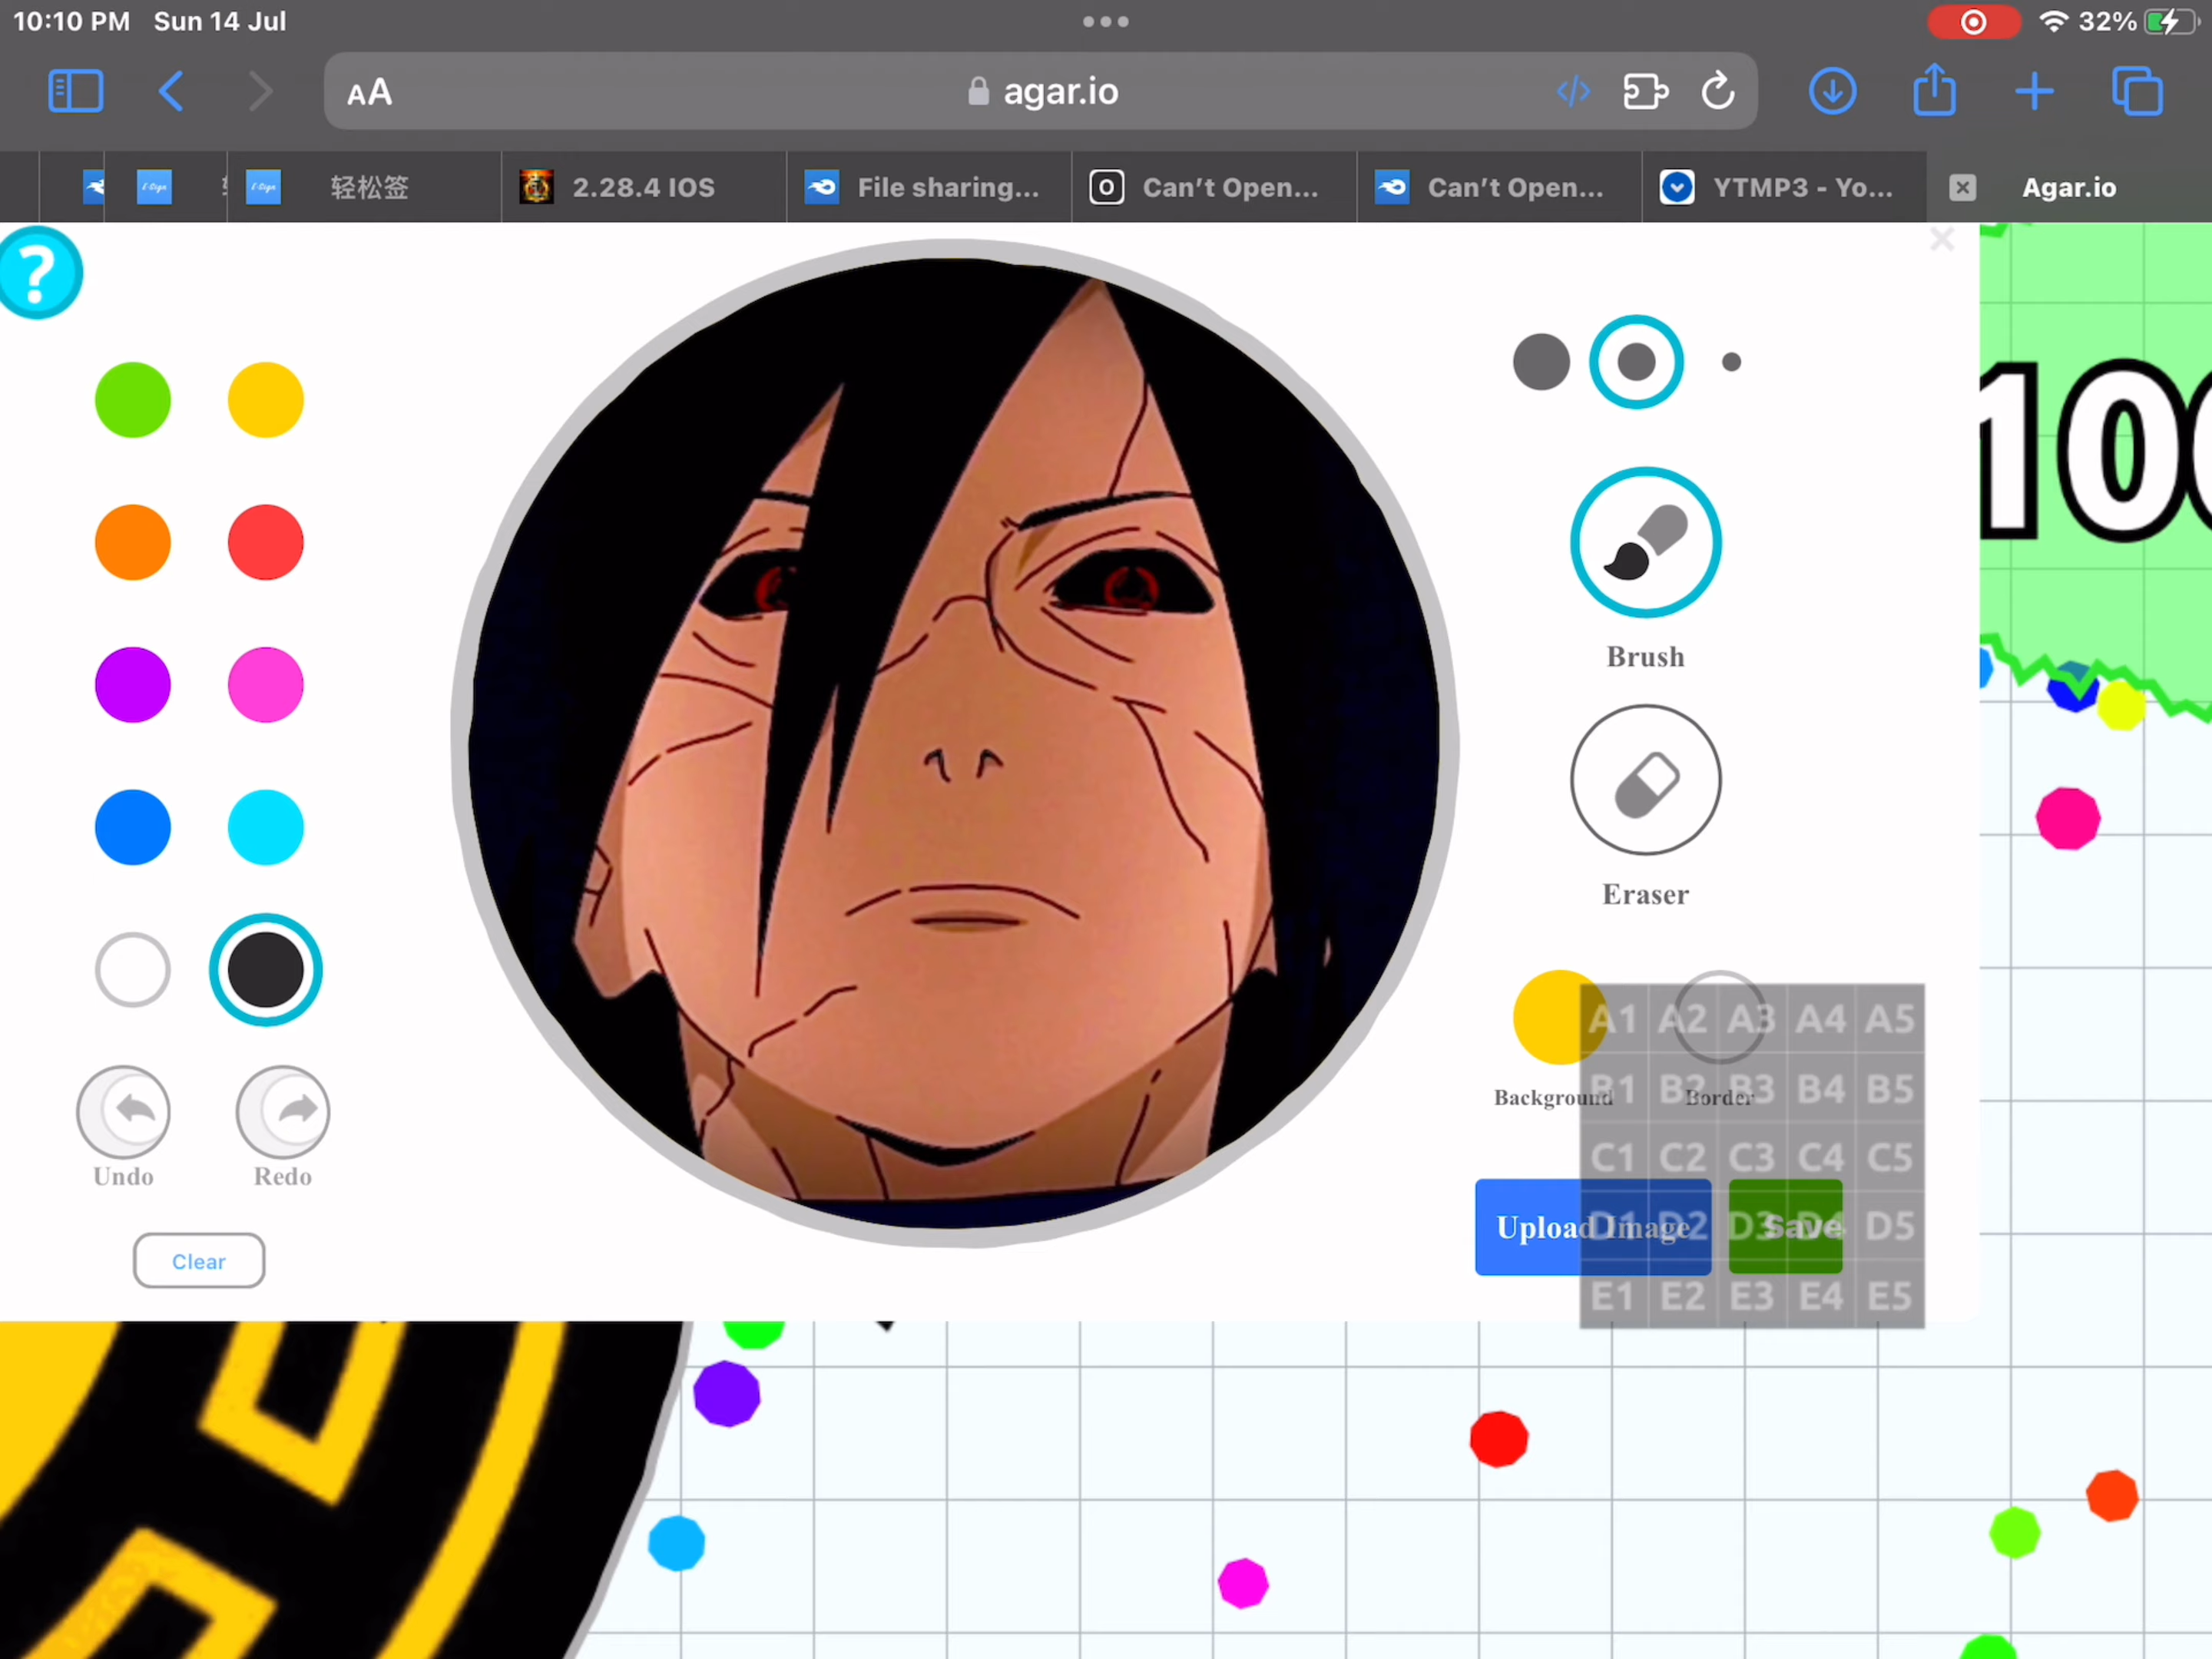 10:10 PM Sun 14 Jul
32%
AA
agar.io
</>
E-Sign
E-Sign
轻松签
2.28.4 IOS
File sharing...
Can't Open...
Can't Open...
YTMP3 - Yo...
Agar.io
?
Brush
Eraser
A1 A2 A3 A4 A5
Background
Border
B1 B2 B3 B4 B5
C1 C2 C3 C4 C5
Undo
Redo
Upload Image
Save
D1 D2 D3 D4 D5
Clear
E1 E2 E3 E4 E5